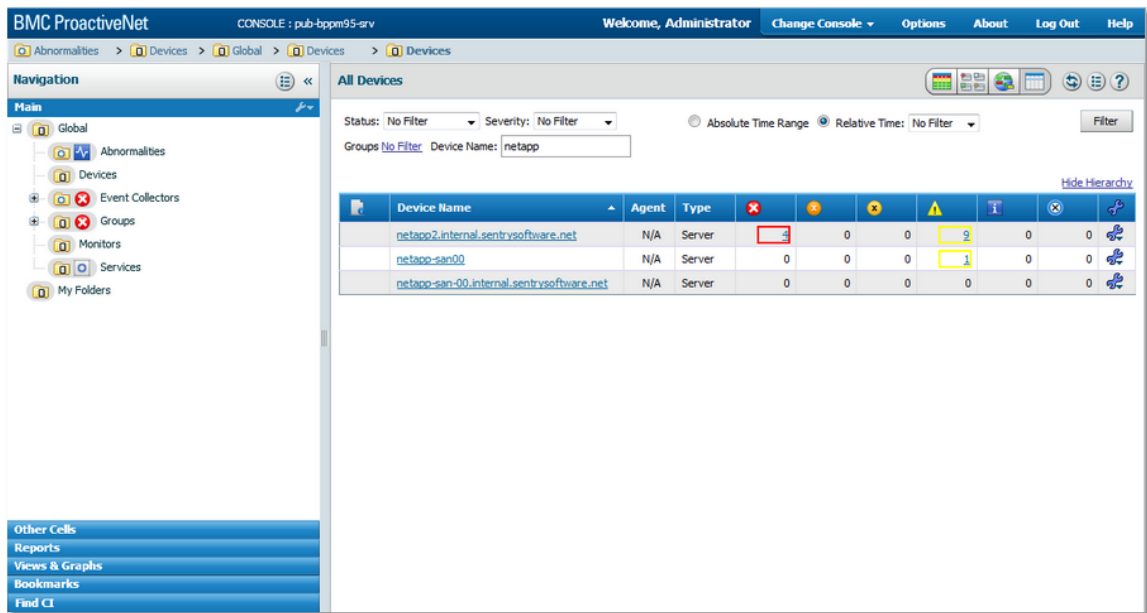 BMC ProactiveNet CONSOLE : pub-bppm95-srv Welcome, Administrator Change Console Options About Log Out Help
Abnormalities > Devices > Global > Devices > Devices
Navigation «
Main
Global
Abnormalities
Devices
Event Collectors
Groups
Monitors
Services
My Folders
Other Cells
Reports
Views & Graphs
Bookmarks
Find CI
All Devices
Status: No Filter Severity: No Filter Absolute Time Range Relative Time: No Filter Filter
Groups No Filter Device Name: netapp
Hide Hierarchy
Device Name Agent Type
netapp2.internal.sentrysoftware.net N/A Server 4 0 0 9 0 0
netapp-san00 N/A Server 0 0 0 1 0 0
netapp-san-00.internal.sentrysoftware.net N/A Server 0 0 0 0 0 0